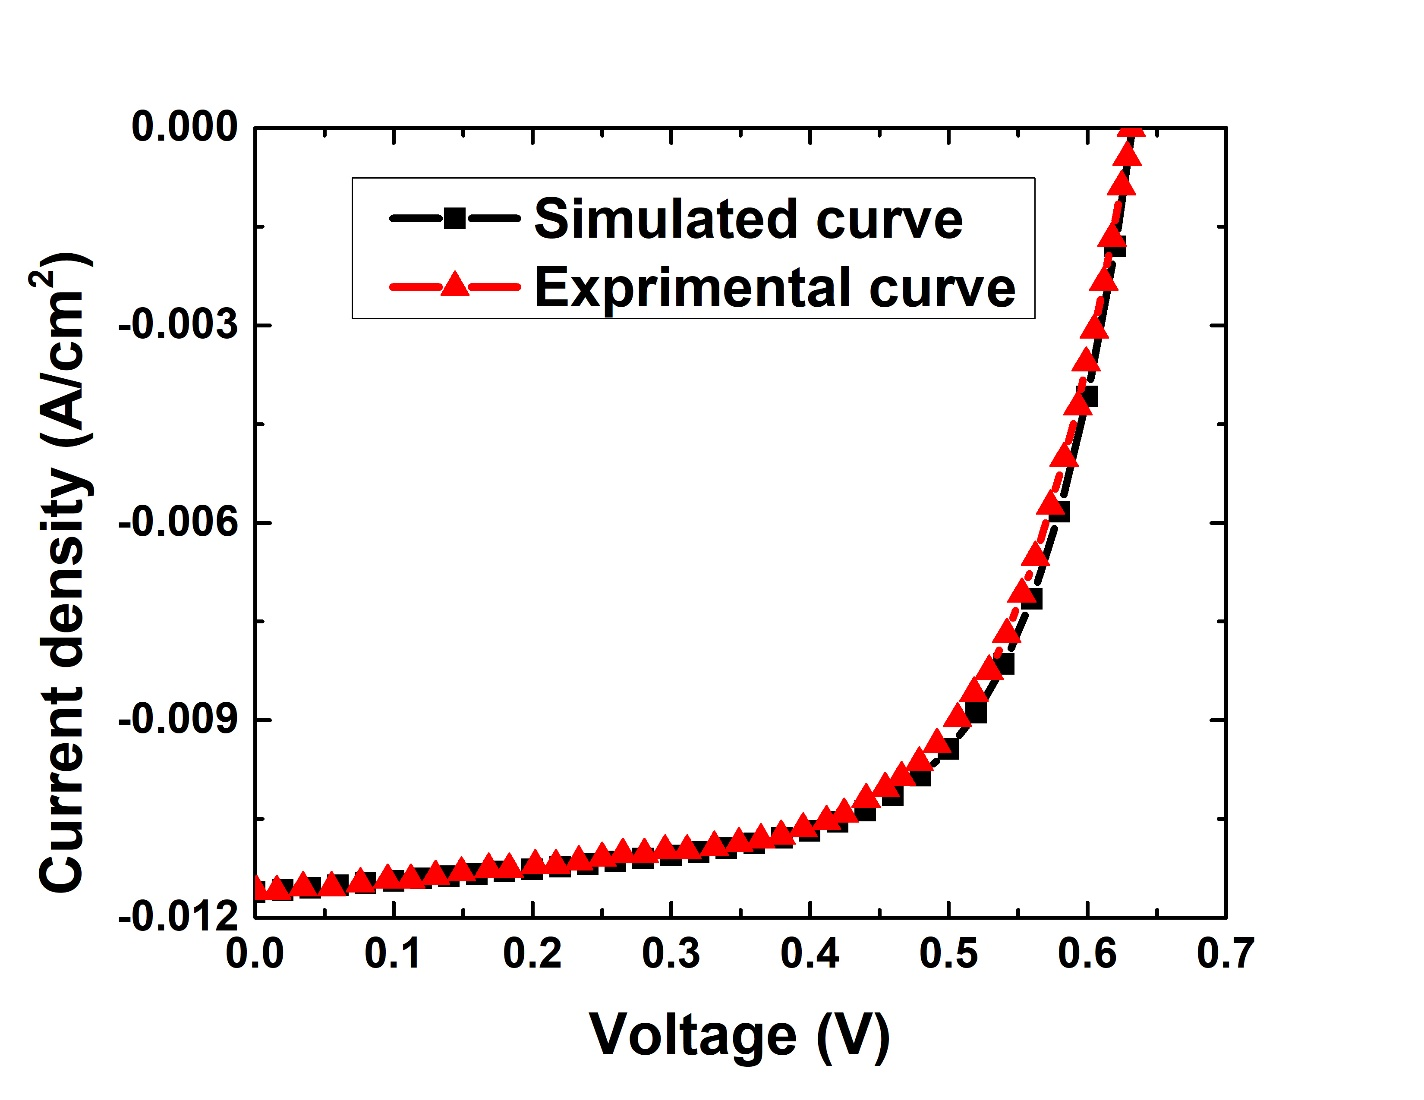 0.000
-0.003
-0.006
-0.009
-0.012
0.0 0.1 0.2 0.3 0.4 0.5 0.6 0.7
Current density (A/cm²)
Voltage (V)
Simulated curve
Exprimental curve